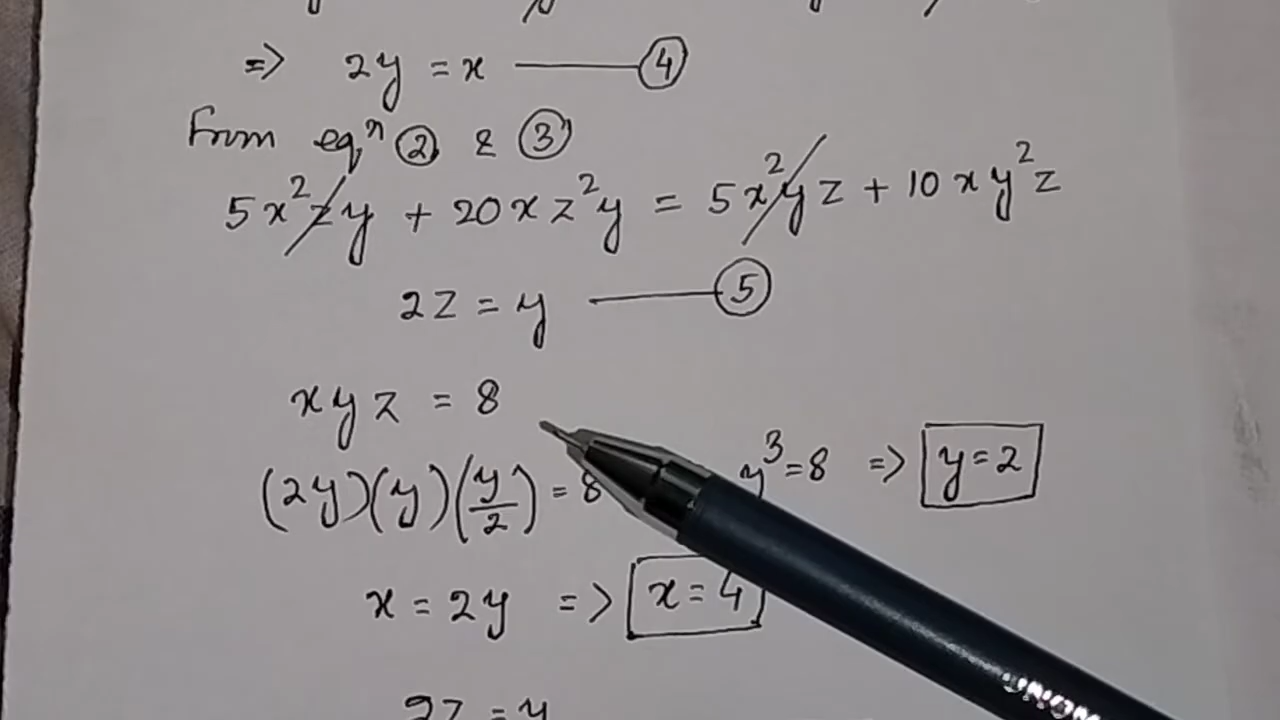 => 2y = x —— ④
From eqⁿ ② & ③
5x²zy + 20xz²y = 5x²yz + 10xy²z
2z = y —— ⑤
xyz = 8
(2y)(y)(y/2) = 8 y³=8 => y=2
x = 2y => x=4
2z = y